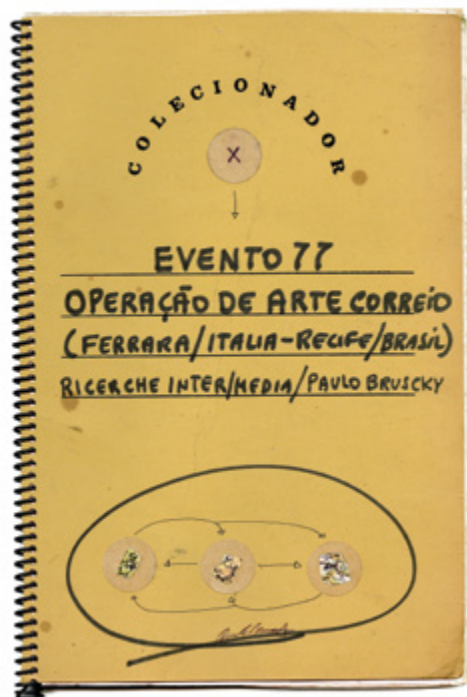 COLECIONADOR
X
EVENTO 77
OPERAÇÃO DE ARTE CORREIO
(FERRARA/ITALIA-RECIFE/BRASIL)
RICERCHE INTER/MEDIA/PAULO BRUSCKY